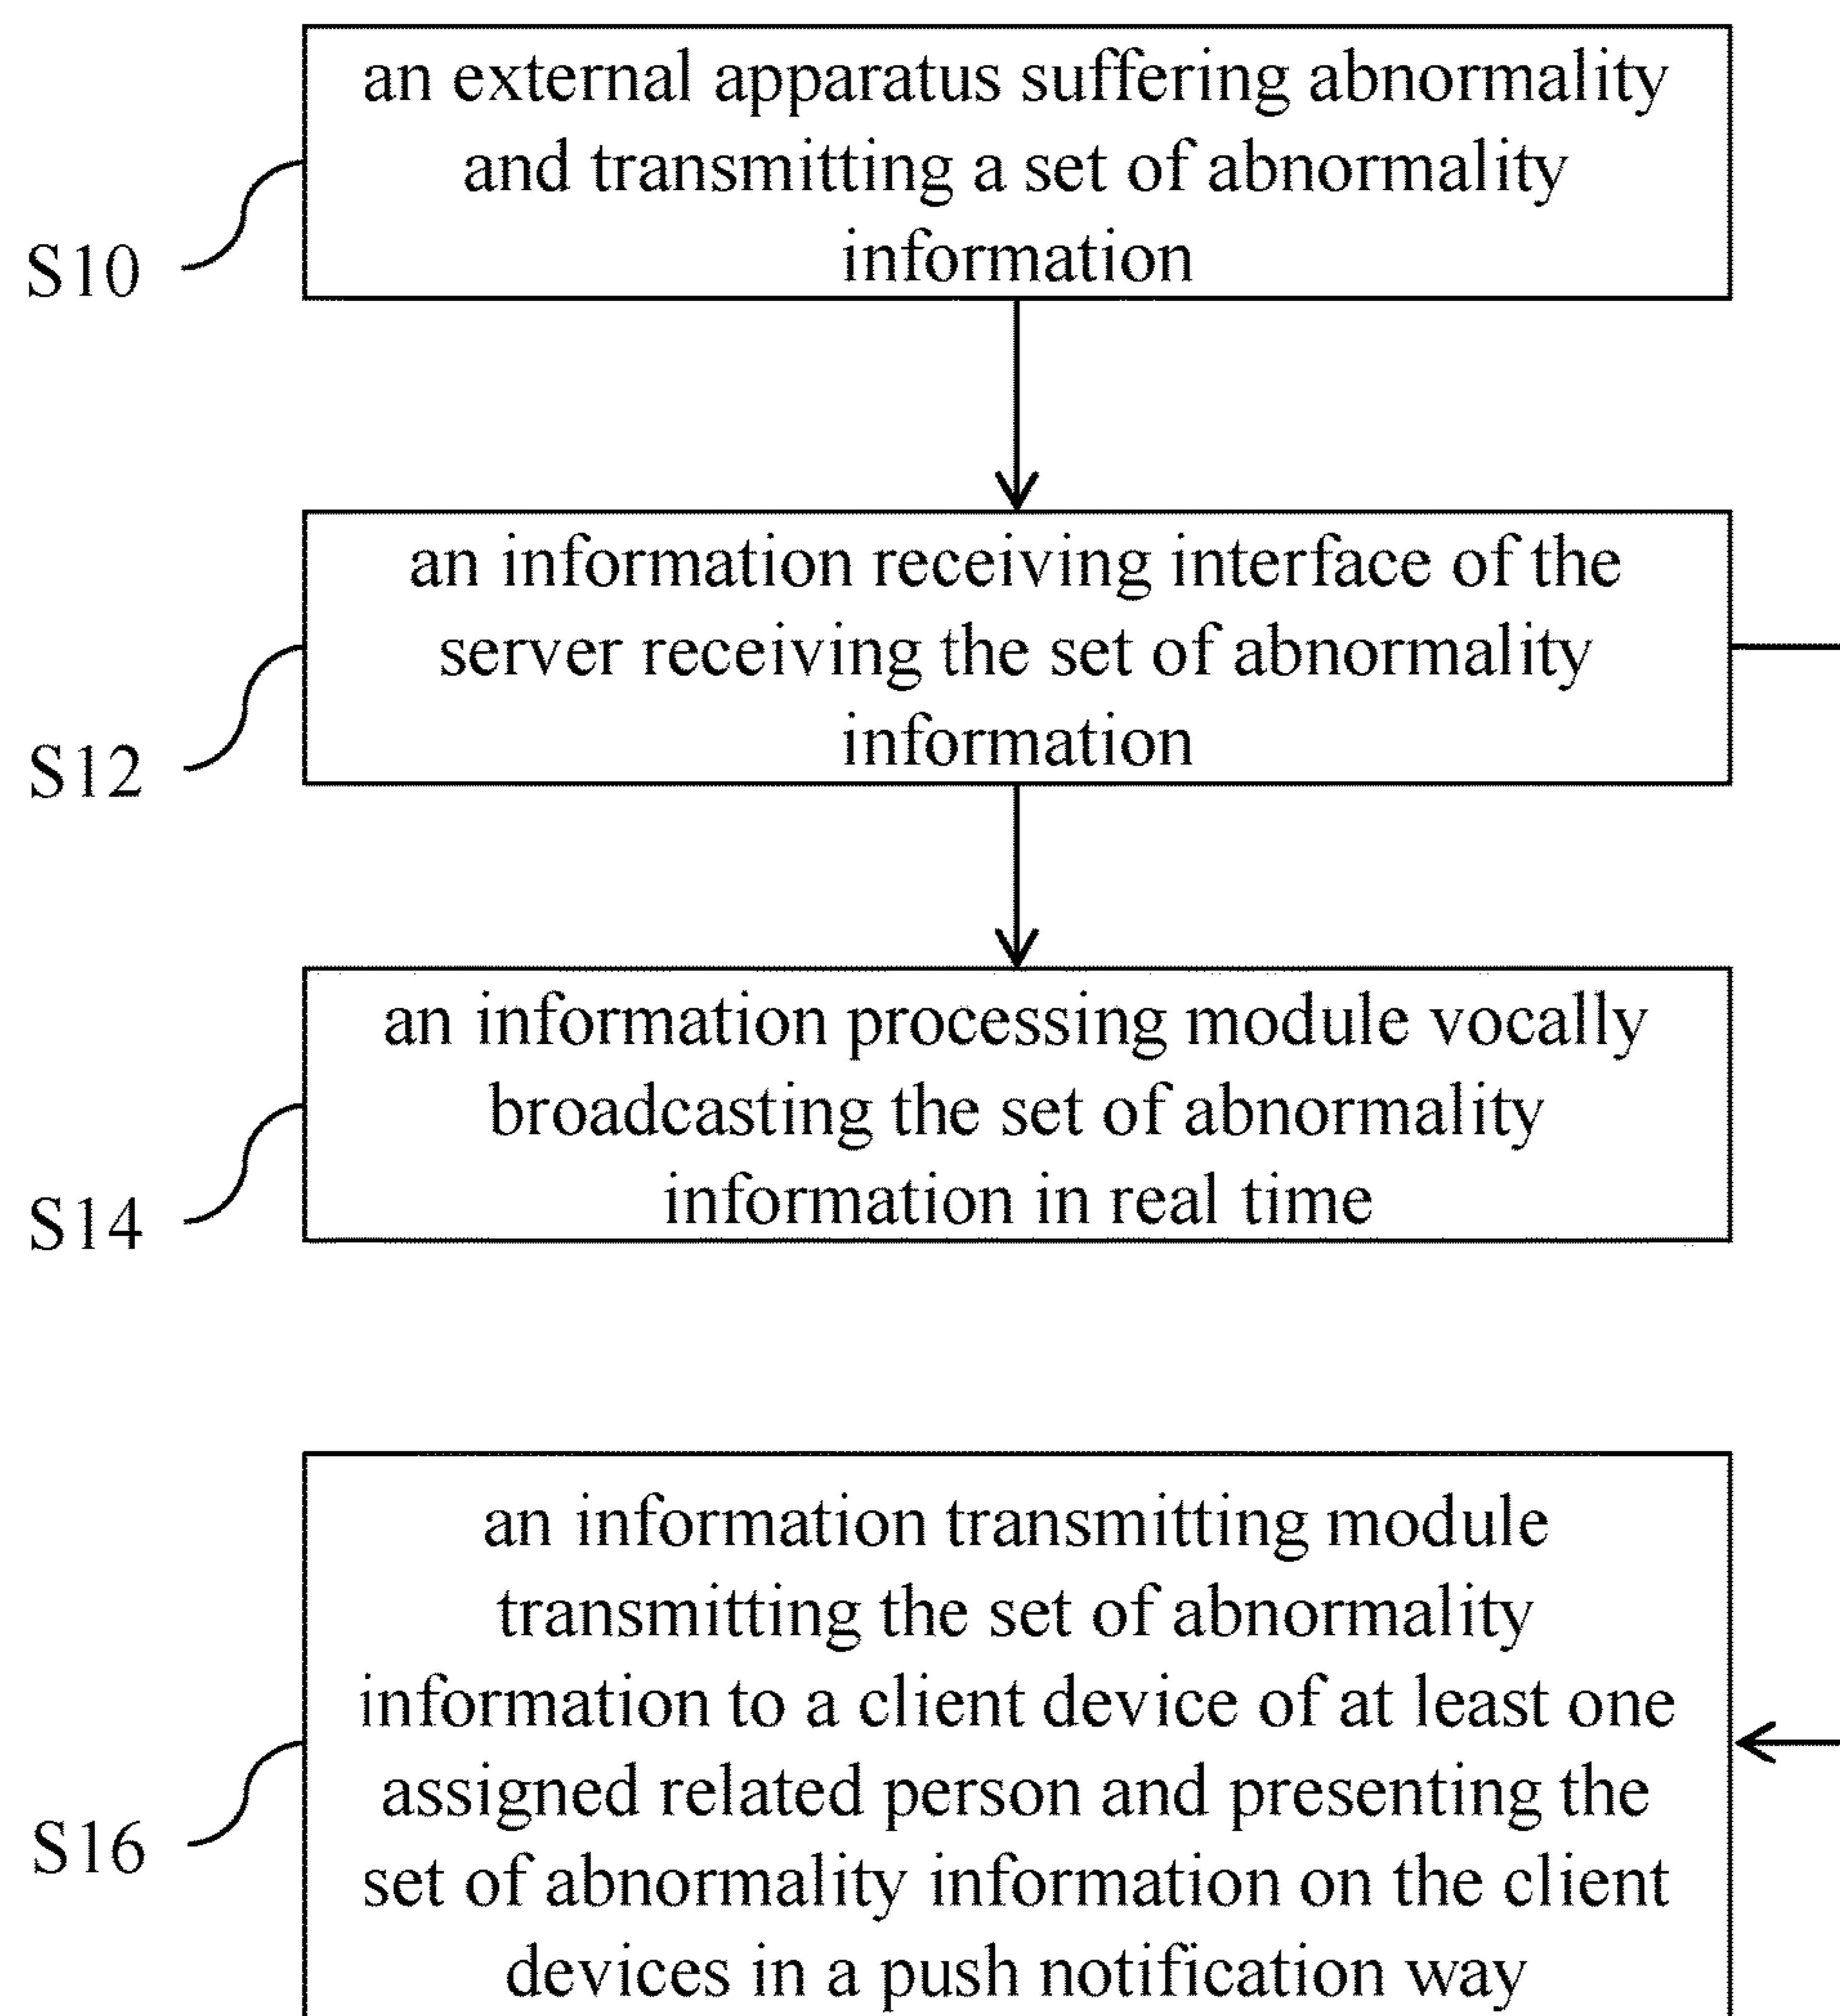 an external apparatus suffering abnormality
and transmitting a set of abnormality
information
S10
an information receiving interface of the
server receiving the set of abnormality
information
S12
an information processing module vocally
broadcasting the set of abnormality
information in real time
S14
an information transmitting module
transmitting the set of abnormality
information to a client device of at least one
assigned related person and presenting the
set of abnormality information on the client
devices in a push notification way
S16